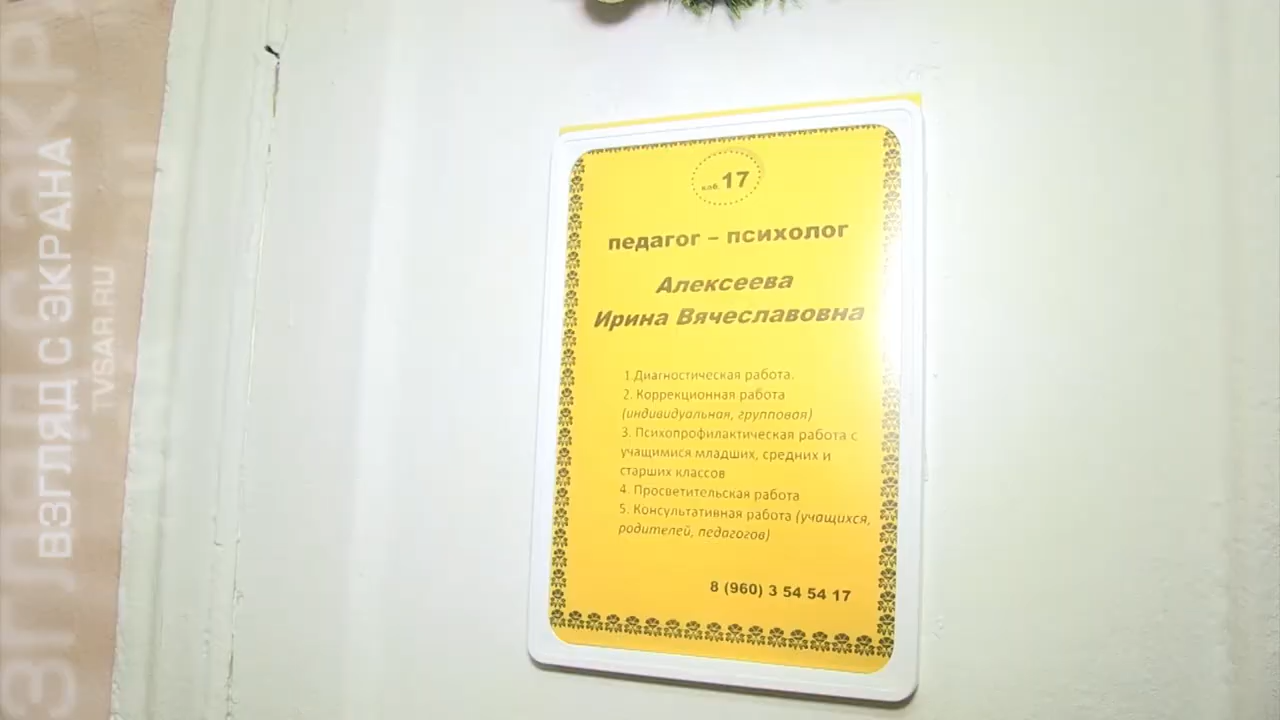 ВЗГЛЯД С ЭКРАНА
TVSAR.RU
каб. 17
педагог – психолог
Алексеева
Ирина Вячеславовна
1.Диагностическая работа.
2. Коррекционная работа
(индивидуальная, групповая)
3. Психопрофилактическая работа с
учащимися младших, средних и
старших классов
4. Просветительская работа
5. Консультативная работа (учащихся,
родителей, педагогов)
8 (960) 3 54 54 17